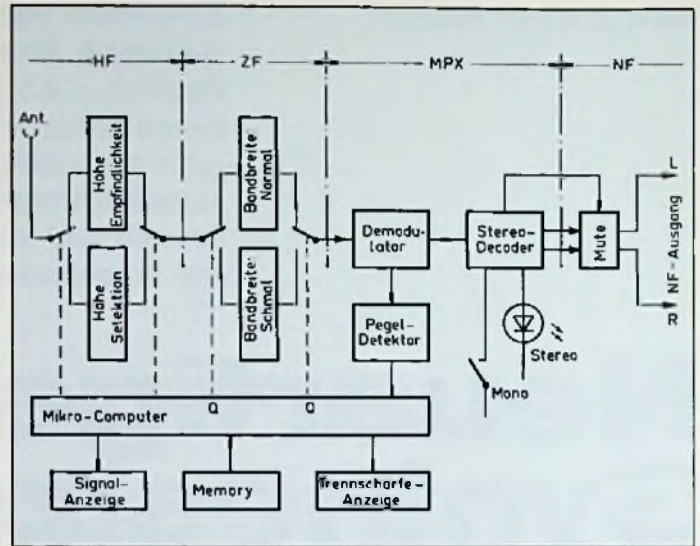 HF
ZF
MPX
NF
Ant.
Hohe
Empfindlichkeit
Hohe
Selektion
Bandbreite
Normal
Bandbreite
Schmal
Demodu-
lator
Stereo-
Decoder
Mute
L
NF-Ausgang
R
Pegel-
Detektor
Stereo
Mono
Mikro-Computer
a
a
Signal-
Anzeige
Memory
Trennschärfe-
Anzeige